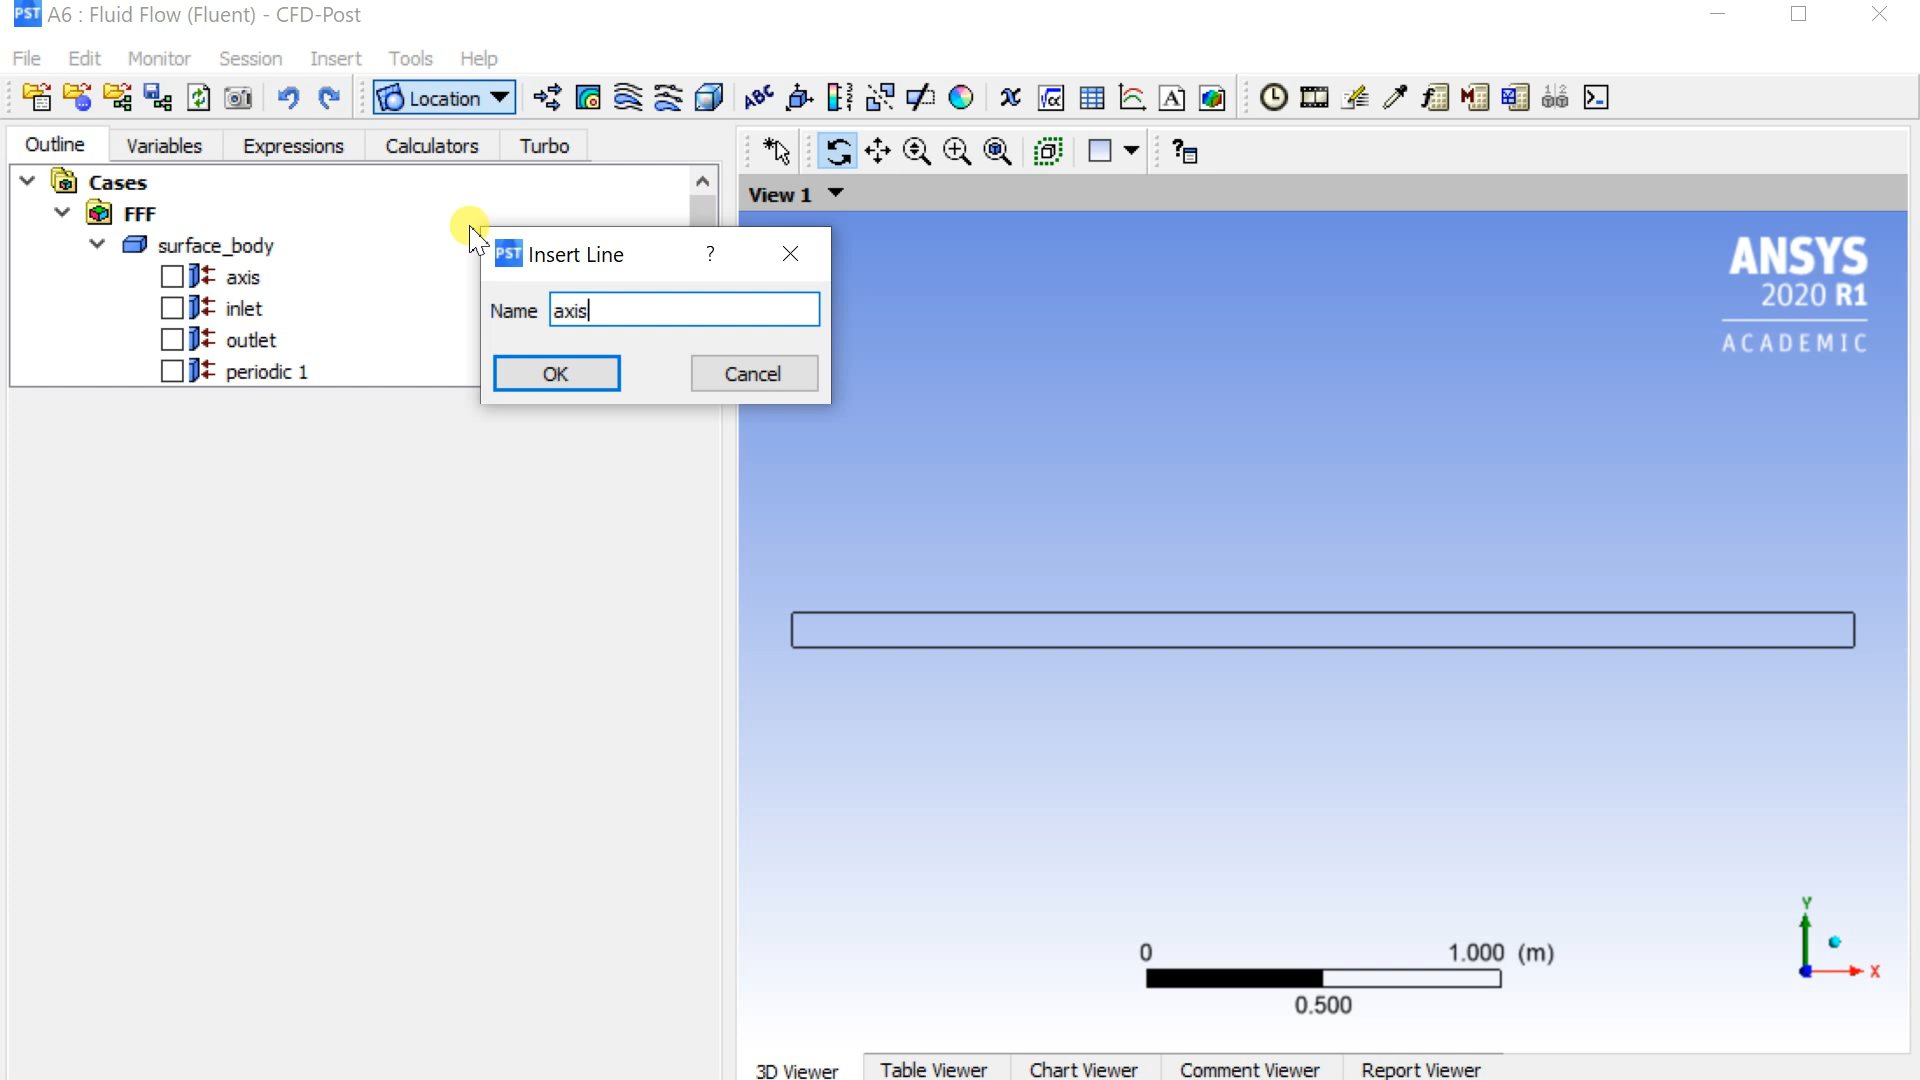 PST A6 : Fluid Flow (Fluent) - CFD-Post
File Edit Monitor Session Insert Tools Help
Location
Outline Variables Expressions Calculators Turbo
Cases
FFF
surface_body
axis
inlet
outlet
periodic 1
PST Insert Line ?
Name axis
OK Cancel
View 1
ANSYS
2020 R1
ACADEMIC
Y
X
0 1.000 (m)
0.500
3D Viewer Table Viewer Chart Viewer Comment Viewer Report Viewer